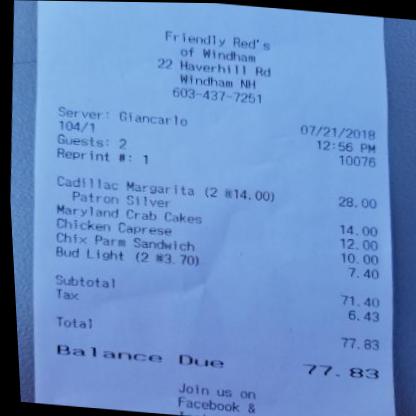 Friendly Red's
of Windham
22 Haverhill Rd
Windham NH
603-437-7251
Server: Giancarlo 07/21/2018
104/1 12:56 PM
Guests: 2 10076
Reprint #: 1
Cadillac Margarita (2 @14.00) 28.00
Patron Silver
Maryland Crab Cakes 14.00
Chicken Caprese 12.00
Chix Parm Sandwich 10.00
Bud Light (2 @3.70) 7.40
Subtotal 71.40
Tax 6.43
Total 77.83
Balance Due 77.83
Join us on
Facebook &